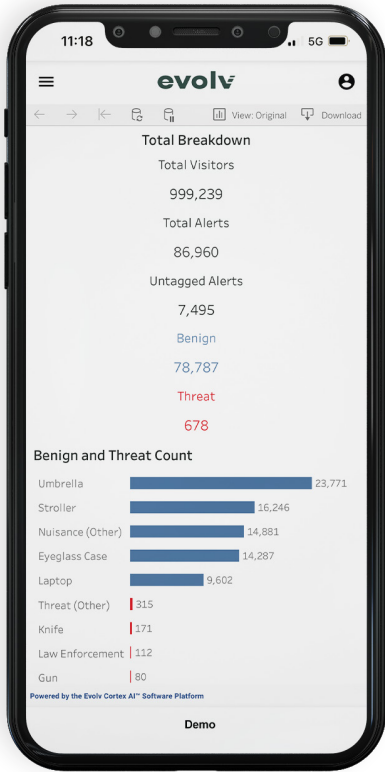 11:18 5G
evolv
View: Original Download
Total Breakdown
Total Visitors
999,239
Total Alerts
86,960
Untagged Alerts
7,495
Benign
78,787
Threat
678
Benign and Threat Count
Umbrella 23,771
Stroller 16,246
Nuisance (Other) 14,881
Eyeglass Case 14,287
Laptop 9,602
Threat (Other) 315
Knife 171
Law Enforcement 112
Gun 80
Powered by the Evolv Cortex AI™ Software Platform
Demo